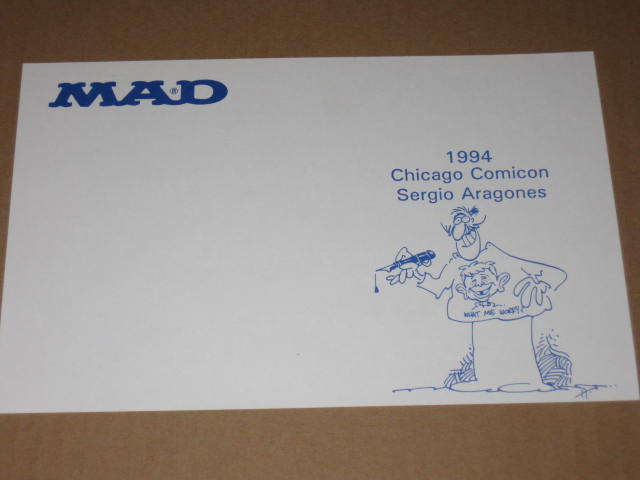 MAD®
1994
Chicago Comicon
Sergio Aragones
WHAT ME WORRY?